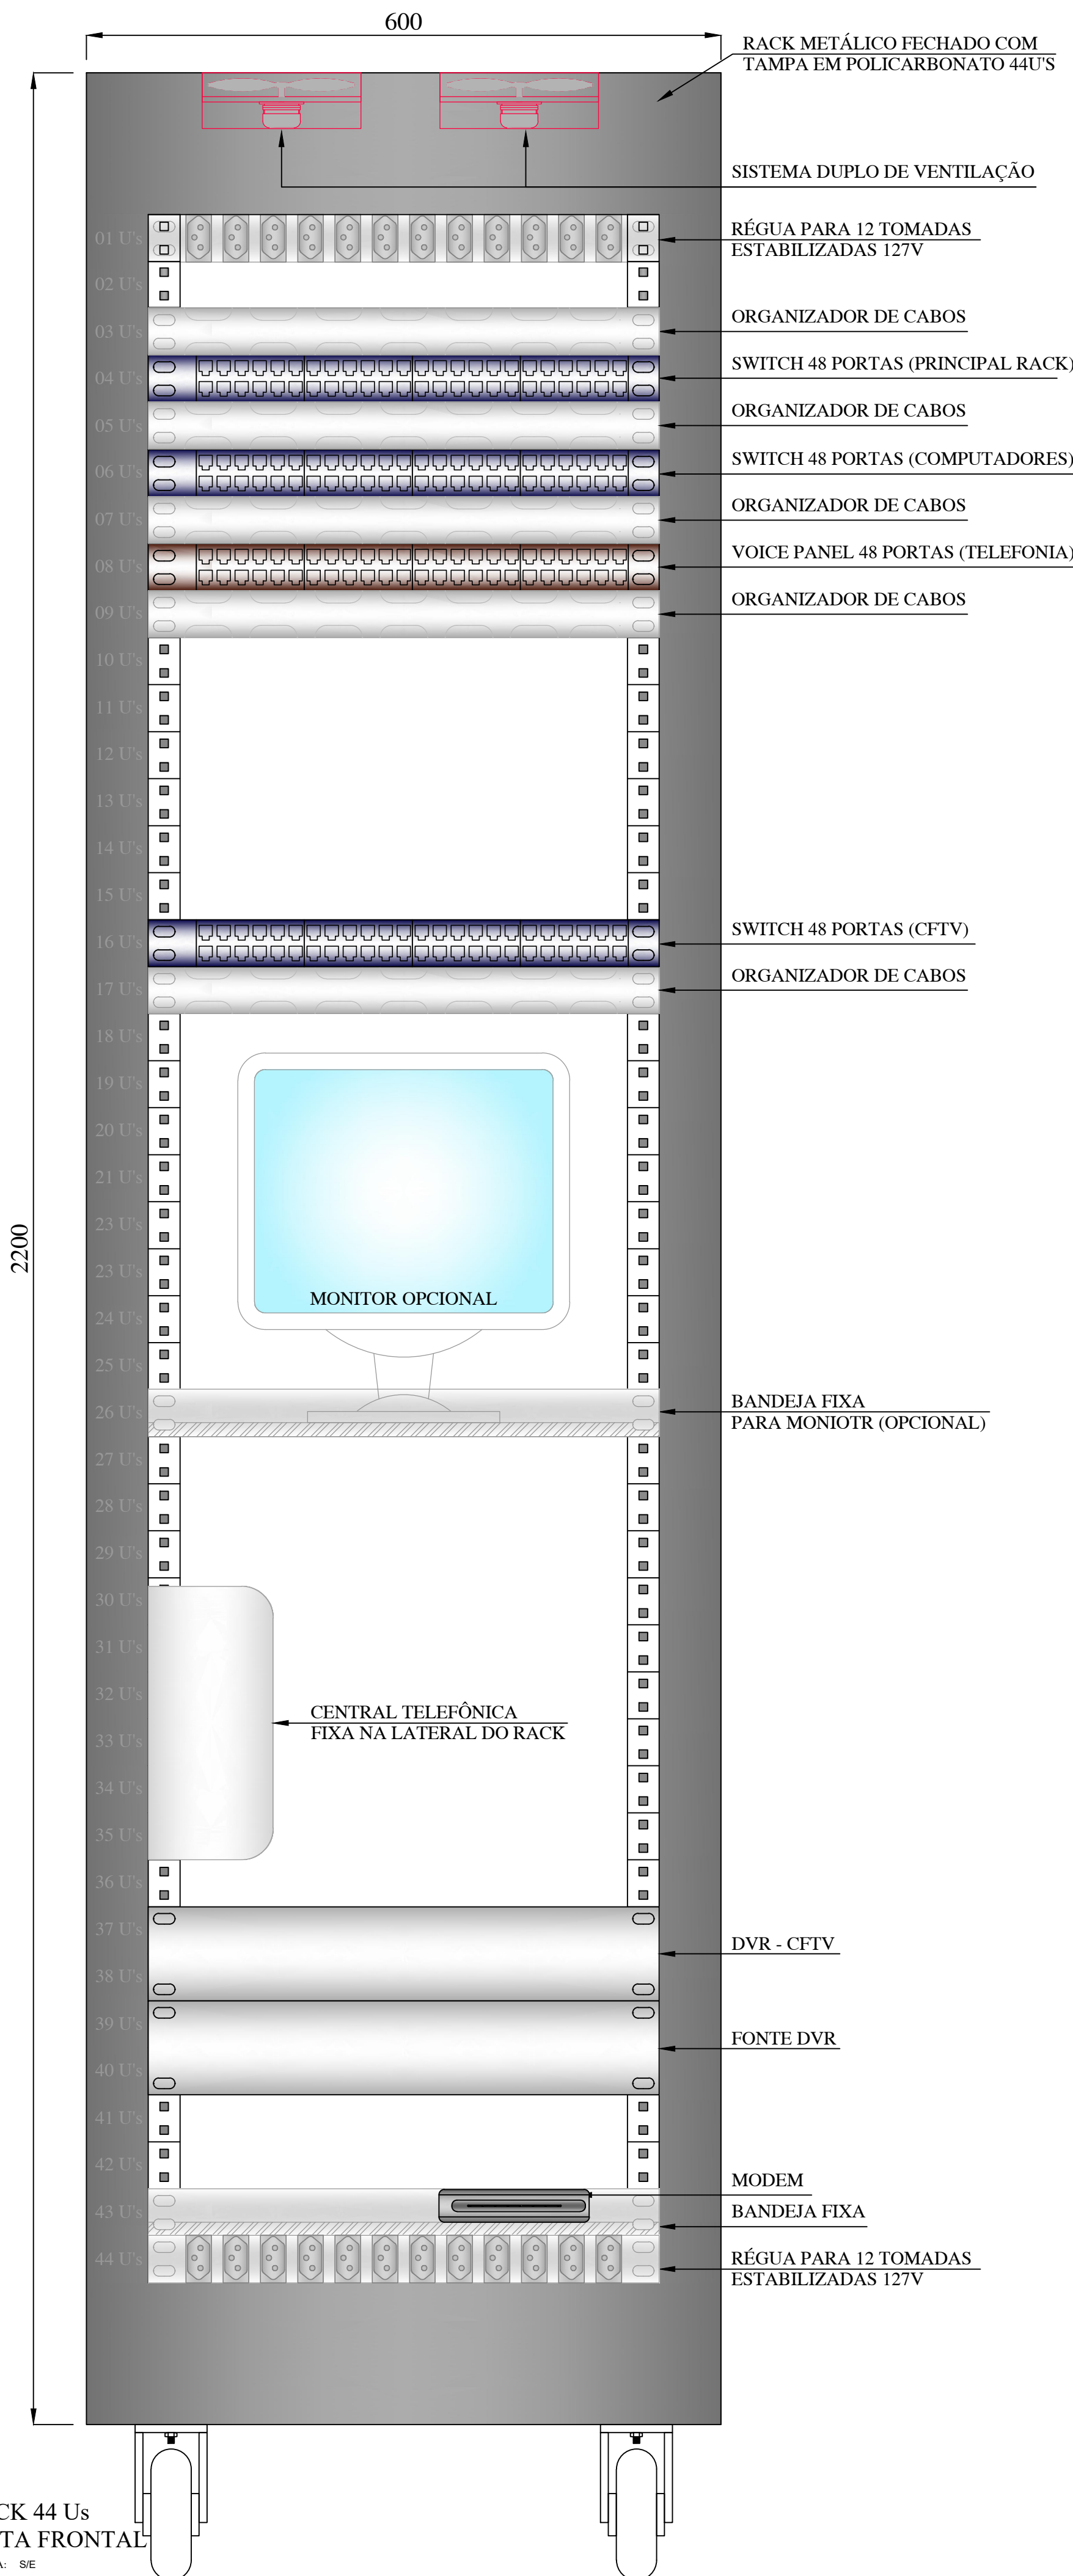 600
RACK METÁLICO FECHADO COM
TAMPA EM POLICARBONATO 44U'S
SISTEMA DUPLO DE VENTILAÇÃO
01 U's
RÉGUA PARA 12 TOMADAS
ESTABILIZADAS 127V
02 U's
03 U's
ORGANIZADOR DE CABOS
04 U's
SWITCH 48 PORTAS (PRINCIPAL RACK)
05 U's
ORGANIZADOR DE CABOS
06 U's
SWITCH 48 PORTAS (COMPUTADORES)
07 U's
ORGANIZADOR DE CABOS
08 U's
VOICE PANEL 48 PORTAS (TELEFONIA)
09 U's
ORGANIZADOR DE CABOS
10 U's
11 U's
12 U's
13 U's
14 U's
15 U's
16 U's
SWITCH 48 PORTAS (CFTV)
17 U's
ORGANIZADOR DE CABOS
18 U's
19 U's
20 U's
21 U's
23 U's
2200
23 U's
MONITOR OPCIONAL
24 U's
25 U's
26 U's
BANDEJA FIXA
PARA MONIOTR (OPCIONAL)
27 U's
28 U's
29 U's
30 U's
31 U's
32 U's
CENTRAL TELEFÔNICA
FIXA NA LATERAL DO RACK
33 U's
34 U's
35 U's
36 U's
37 U's
DVR - CFTV
38 U's
39 U's
FONTE DVR
40 U's
41 U's
42 U's
MODEM
43 U's
BANDEJA FIXA
44 U's
RÉGUA PARA 12 TOMADAS
ESTABILIZADAS 127V
CK 44 Us
TA FRONTAL
A: S/E